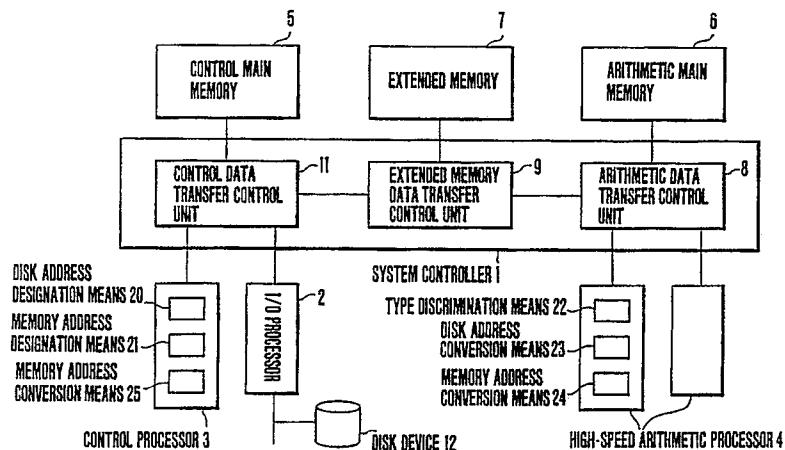 5
7
6
CONTROL MAIN
MEMORY
EXTENDED MEMORY
ARITHMETIC MAIN
MEMORY
CONTROL DATA
TRANSFER CONTROL
UNIT
11
EXTENDED MEMORY
DATA TRANSFER
CONTROL UNIT
9
ARITHMETIC DATA
TRANSFER CONTROL
UNIT
8
SYSTEM CONTROLLER 1
DISK ADDRESS
DESIGNATION MEANS 20
MEMORY ADDRESS
DESIGNATION MEANS 21
MEMORY ADDRESS
CONVERSION MEANS 25
CONTROL PROCESSOR 3
2
I/O PROCESSOR
DISK DEVICE 12
TYPE DISCRIMINATION MEANS 22
DISK ADDRESS
CONVERSION MEANS 23
MEMORY ADDRESS
CONVERSION MEANS 24
HIGH-SPEED ARITHMETIC PROCESSOR 4